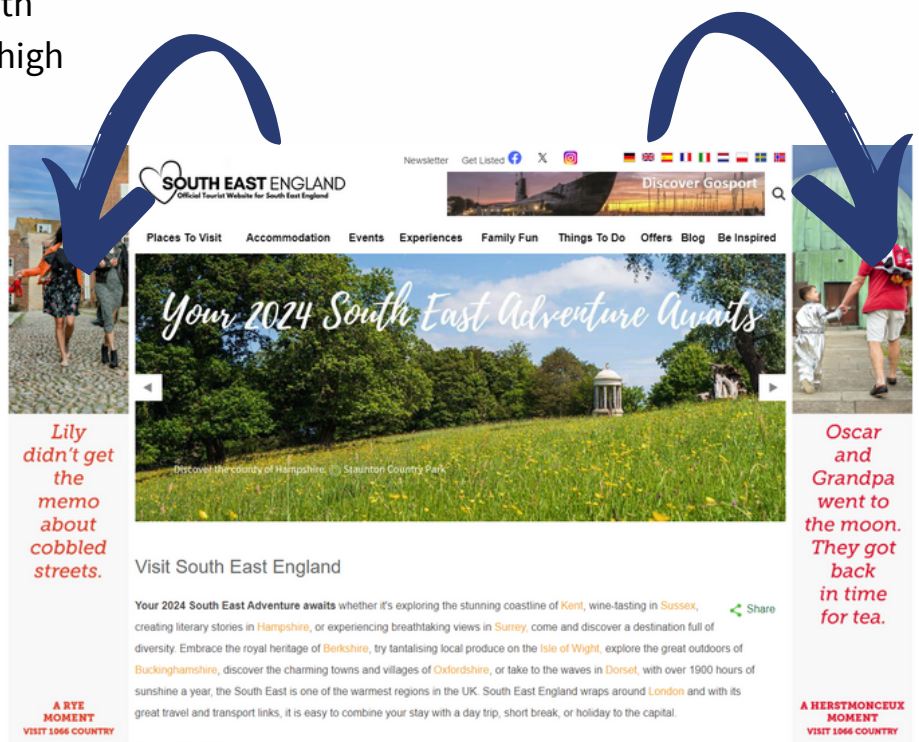 th
high
Newsletter Get Listed
SOUTH EAST ENGLAND
Official Tourist Website for South East England
Discover Gosport
Places To Visit Accommodation Events Experiences Family Fun Things To Do Offers Blog Be Inspired
Your 2024 South East Adventure Awaits
Discover the county of Hampshire, © Staunton Country Park
Lily
didn't get
the
memo
about
cobbled
streets.
A RYE
MOMENT
VISIT 1066 COUNTRY
Visit South East England
Share
Your 2024 South East Adventure awaits whether it's exploring the stunning coastline of Kent, wine-tasting in Sussex,
creating literary stories in Hampshire, or experiencing breathtaking views in Surrey, come and discover a destination full of
diversity. Embrace the royal heritage of Berkshire, try tantalising local produce on the Isle of Wight, explore the great outdoors of
Buckinghamshire, discover the charming towns and villages of Oxfordshire, or take to the waves in Dorset, with over 1900 hours of
sunshine a year, the South East is one of the warmest regions in the UK. South East England wraps around London and with its
great travel and transport links, it is easy to combine your stay with a day trip, short break, or holiday to the capital.
Oscar
and
Grandpa
went to
the moon.
They got
back
in time
for tea.
A HERSTMONCEUX
MOMENT
VISIT 1066 COUNTRY